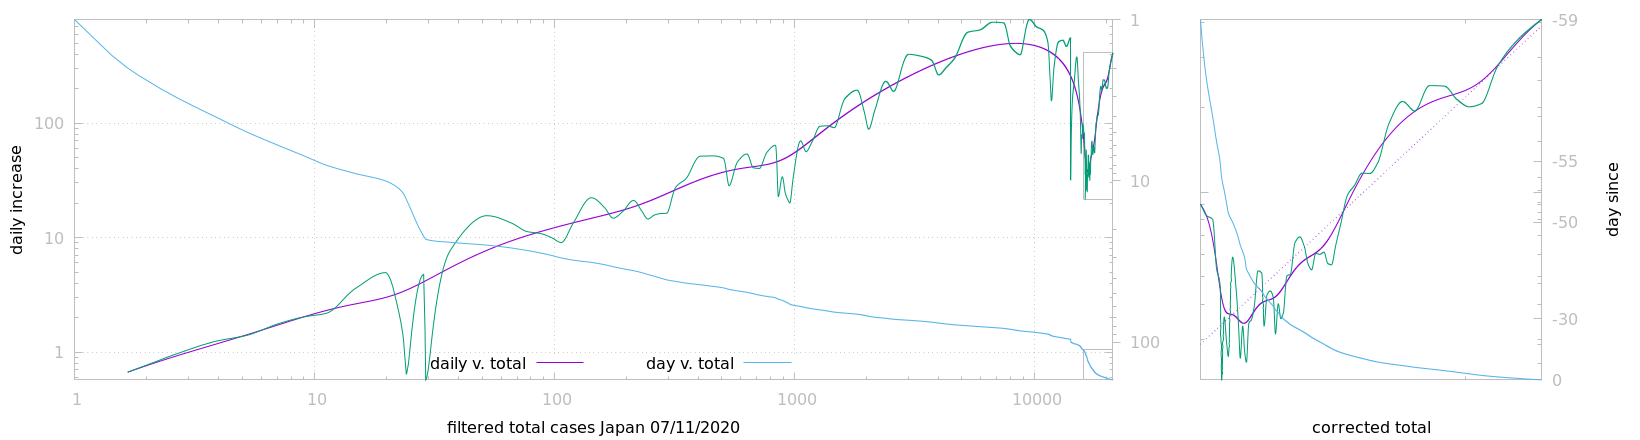 daily increase
100
10
1
daily v. total
day v. total
1
10
100
1000
10000
filtered total cases Japan 07/11/2020
1
10
100
-59
-55
-50
-30
0
day since
corrected total